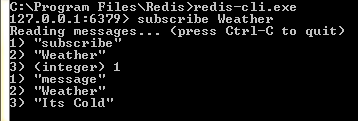 C:\Program Files\Redis>redis-cli.exe
127.0.0.1:6379> subscribe Weather
Reading messages... (press Ctrl-C to quit)
1) "subscribe"
2) "Weather"
3) (integer) 1
1) "message"
2) "Weather"
3) "Its Cold"